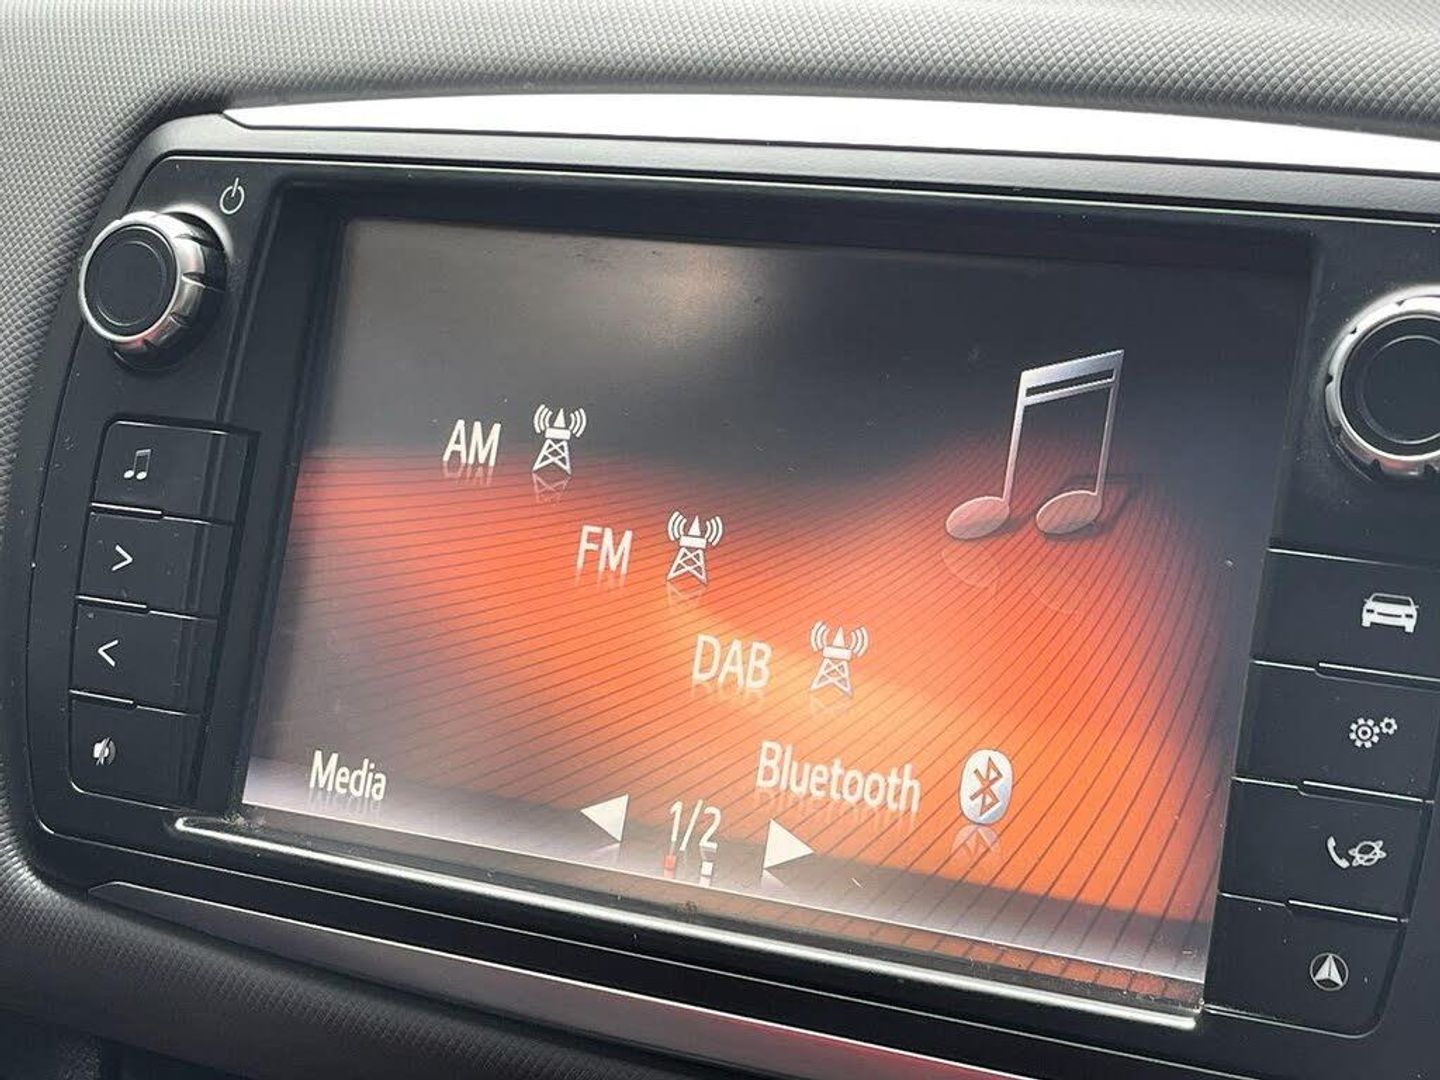 AM
FM
DAB
Bluetooth
Media
1/2